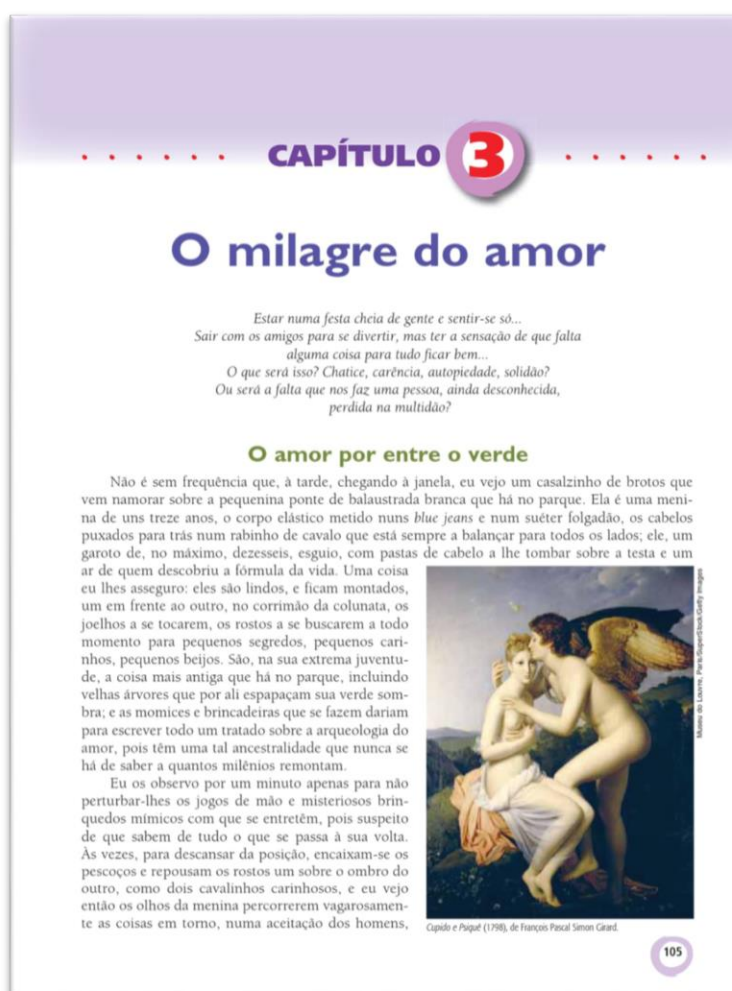 CAPÍTULO 3
O milagre do amor
Estar numa festa cheia de gente e sentir-se só...
Sair com os amigos para se divertir, mas ter a sensação de que falta
alguma coisa para tudo ficar bem...
O que será isso? Chatice, carência, autopiedade, solidão?
Ou será a falta que nos faz uma pessoa, ainda desconhecida,
perdida na multidão?
O amor por entre o verde
Não é sem frequência que, à tarde, chegando à janela, eu vejo um casalzinho de brotos que
vem namorar sobre a pequenina ponte de balaustrada branca que há no parque. Ela é uma meni-
na de uns treze anos, o corpo elástico metido nuns blue jeans e num suéter folgadão, os cabelos
puxados para trás num rabinho de cavalo que está sempre a balançar para todos os lados; ele, um
garoto de, no máximo, dezesseis, esguio, com pastas de cabelo a lhe tombar sobre a testa e um
ar de quem descobriu a fórmula da vida. Uma coisa
eu lhes asseguro: eles são lindos, e ficam montados,
um em frente ao outro, no corrimão da colunata, os
joelhos a se tocarem, os rostos a se buscarem a todo
momento para pequenos segredos, pequenos cari-
nhos, pequenos beijos. São, na sua extrema juventu-
de, a coisa mais antiga que há no parque, incluindo
velhas árvores que por ali espapaçam sua verde som-
bra; e as momices e brincadeiras que se fazem dariam
para escrever todo um tratado sobre a arqueologia do
amor, pois têm uma tal ancestralidade que nunca se
há de saber a quantos milênios remontam.
Eu os observo por um minuto apenas para não
perturbar-lhes os jogos de mão e misteriosos brin-
quedos mímicos com que se entretêm, pois suspeito
de que sabem de tudo o que se passa à sua volta.
Às vezes, para descansar da posição, encaixam-se os
pescoços e repousam os rostos um sobre o ombro do
outro, como dois cavalinhos carinhosos, e eu vejo
então os olhos da menina percorrerem vagarosamen-
te as coisas em torno, numa aceitação dos homens,
Museu do Louvre, Paris/SuperStock/Getty Images
Cupido e Psiquê (1798), de François Pascal Simon Girard.
105